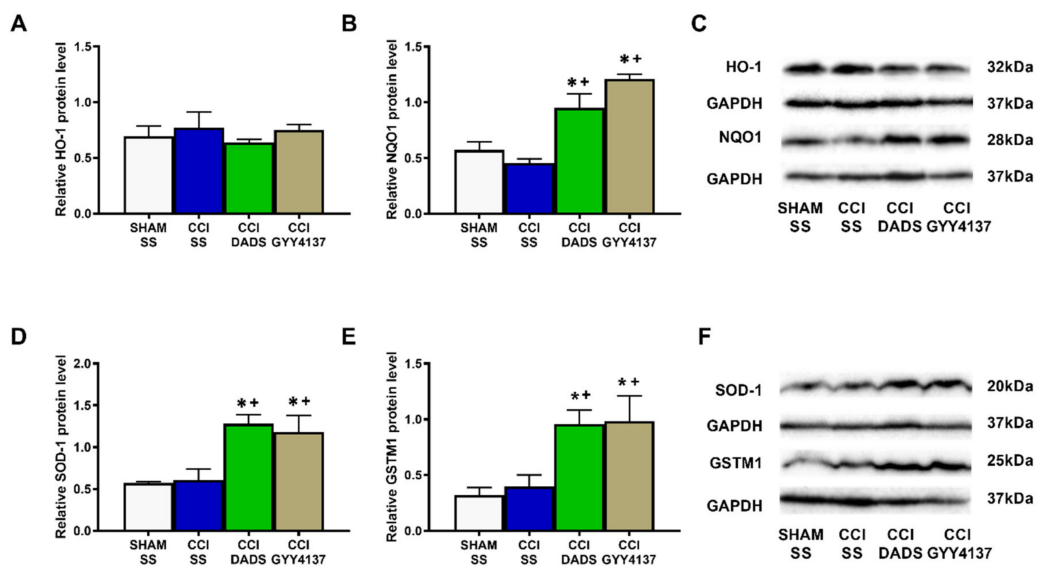 A
Relative HO-1 protein level
1.5
1.0
0.5
0.0
SHAM CCI CCI CCI
SS SS DADS GYY4137
B
Relative NQO1 protein level
1.5
1.0
0.5
0.0
*+ *+
SHAM CCI CCI CCI
SS SS DADS GYY4137
C
HO-1 32kDa
GAPDH 37kDa
NQO1 28kDa
GAPDH 37kDa
SHAM CCI CCI CCI
SS SS DADS GYY4137
D
Relative SOD-1 protein level
2.0
1.5
1.0
0.5
0.0
*+ *+
SHAM CCI CCI CCI
SS SS DADS GYY4137
E
Relative GSTM1 protein level
1.5
1.0
0.5
0.0
*+ *+
SHAM CCI CCI CCI
SS SS DADS GYY4137
F
SOD-1 20kDa
GAPDH 37kDa
GSTM1 25kDa
GAPDH 37kDa
SHAM CCI CCI CCI
SS SS DADS GYY4137